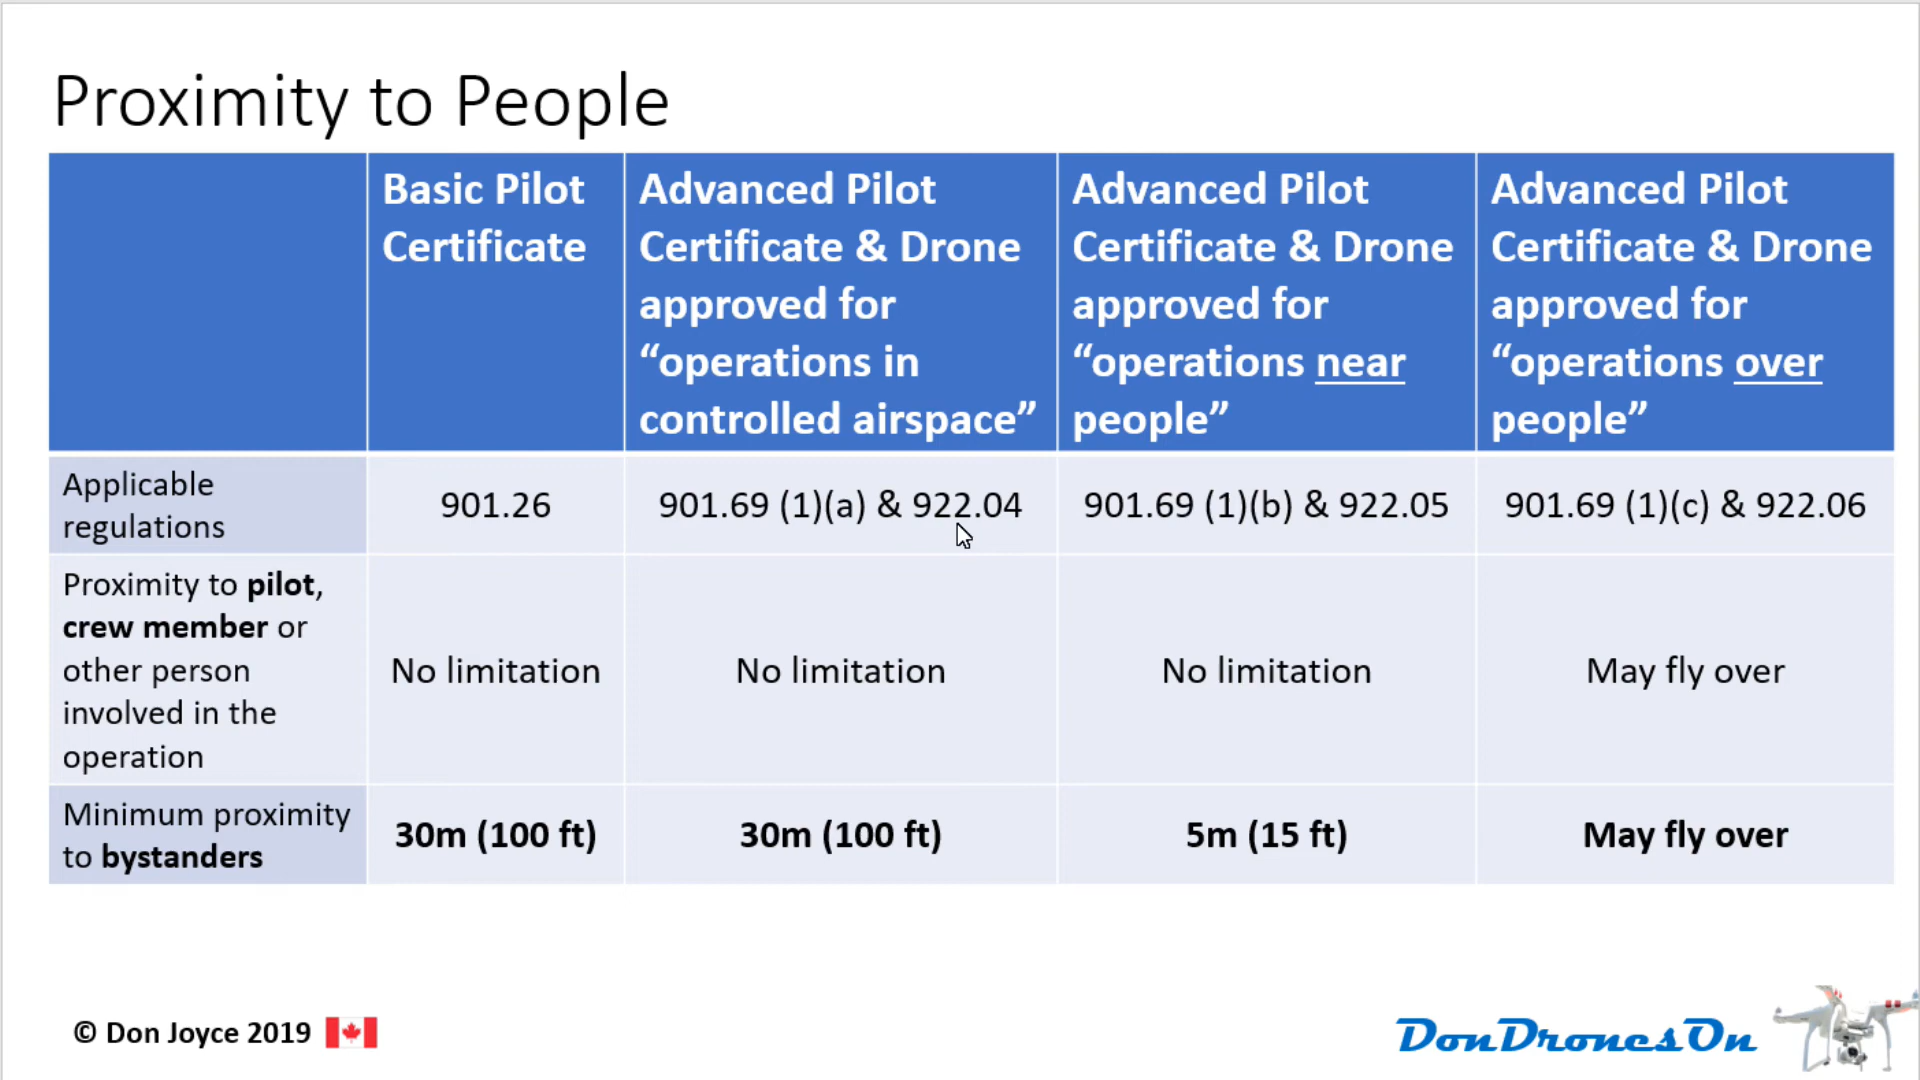 Proximity to People
Basic Pilot
Certificate
Advanced Pilot
Certificate & Drone
approved for
“operations in
controlled airspace”
Advanced Pilot
Certificate & Drone
approved for
“operations near
people”
Advanced Pilot
Certificate & Drone
approved for
“operations over
people”
Applicable
regulations
901.26
901.69 (1)(a) & 922.04
901.69 (1)(b) & 922.05
901.69 (1)(c) & 922.06
Proximity to pilot,
crew member or
other person
involved in the
operation
No limitation
No limitation
No limitation
May fly over
Minimum proximity
to bystanders
30m (100 ft)
30m (100 ft)
5m (15 ft)
May fly over
© Don Joyce 2019
DonDronesOn